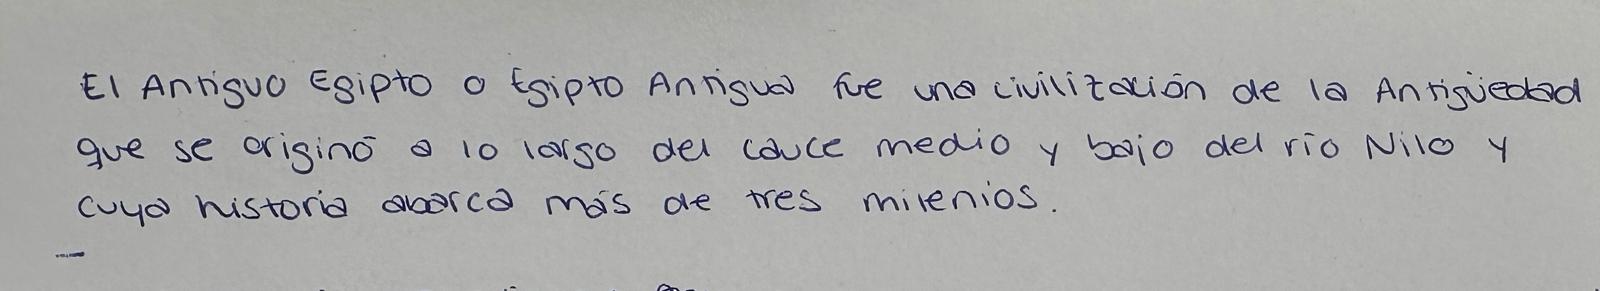 El Antiguo Egipto o Egipto Antiguo fue una civilización de la Antigüedad
que se originó a lo largo del cauce medio y bajo del río Nilo y
cuya historia abarca más de tres milenios.